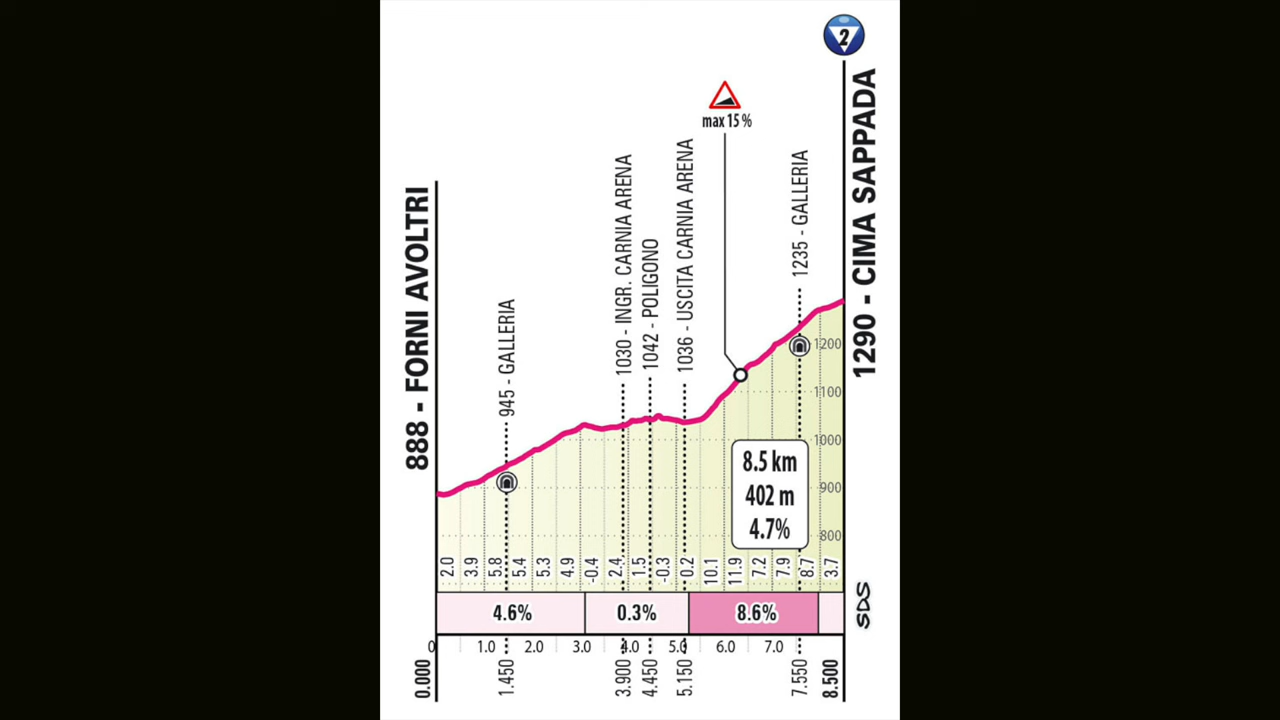 2
max 15 %
888 - FORNI AVOLTRI
945 - GALLERIA
1030 - INGR. CARNIA ARENA
1042 - POLIGONO
1036 - USCITA CARNIA ARENA
1235 - GALLERIA
1290 - CIMA SAPPADA
1200
1100
1000
900
800
8.5 km
402 m
4.7%
2.0 3.9 5.8 5.4 5.3 4.9 -0.4 2.4 1.5 -0.3 0.2 10.1 11.9 7.2 7.9 8.7 3.7
4.6% 0.3% 8.6%
SDS
0 1.0 2.0 3.0 4.0 5.0 6.0 7.0
0.000 1.450 3.900 4.450 5.150 7.550 8.500